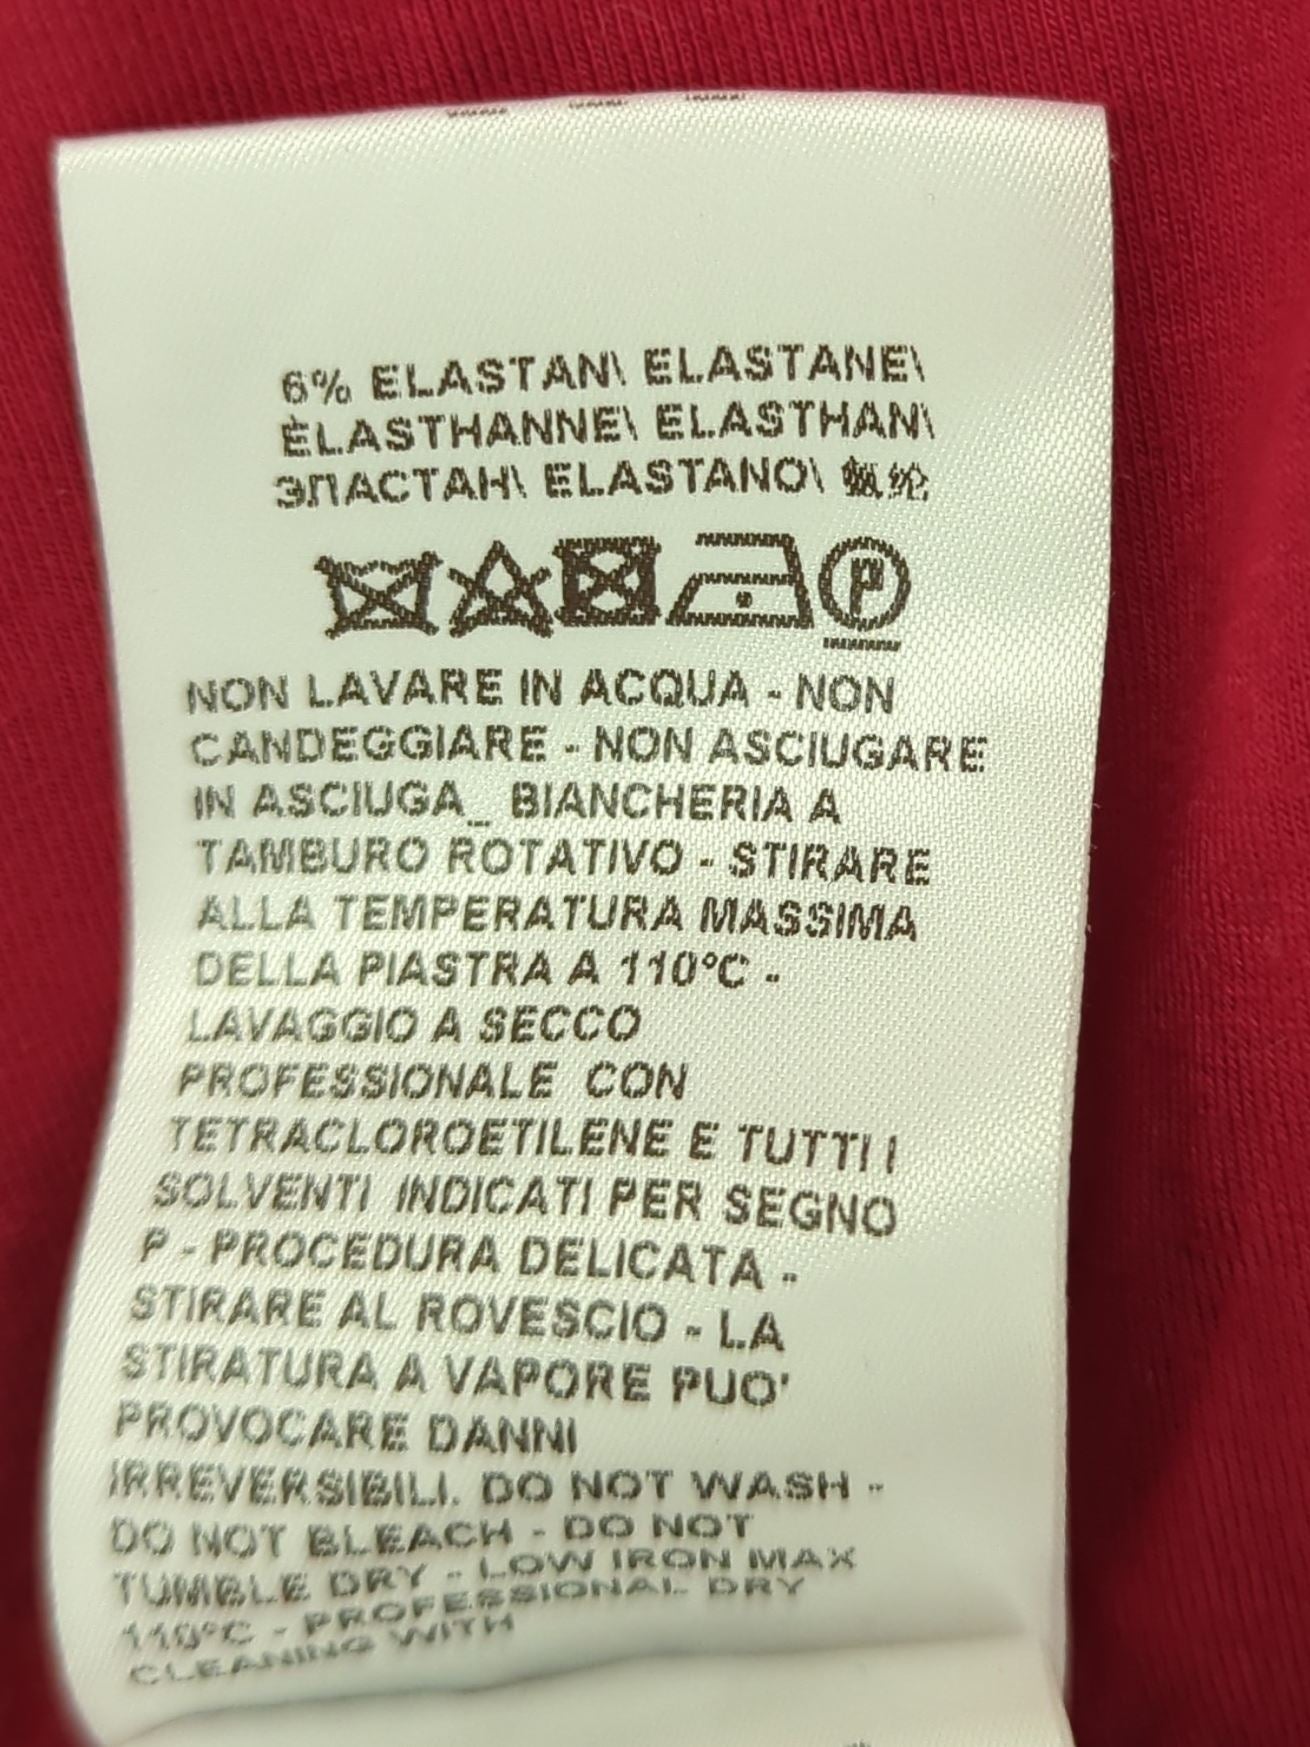 6% ELASTAN\ ELASTANE\
ÉLASTHANNE\ ELASTHAN\
ЭЛАСТАН\ ELASTANO\ 氨纶
P
NON LAVARE IN ACQUA - NON
CANDEGGIARE - NON ASCIUGARE
IN ASCIUGA_ BIANCHERIA A
TAMBURO ROTATIVO - STIRARE
ALLA TEMPERATURA MASSIMA
DELLA PIASTRA A 110°C -
LAVAGGIO A SECCO
PROFESSIONALE CON
TETRACLOROETILENE E TUTTI I
SOLVENTI INDICATI PER SEGNO
P - PROCEDURA DELICATA -
STIRARE AL ROVESCIO - LA
STIRATURA A VAPORE PUO'
PROVOCARE DANNI
IRREVERSIBILI. DO NOT WASH -
DO NOT BLEACH - DO NOT
TUMBLE DRY - LOW IRON MAX
110°C - PROFESSIONAL DRY
CLEANING WITH